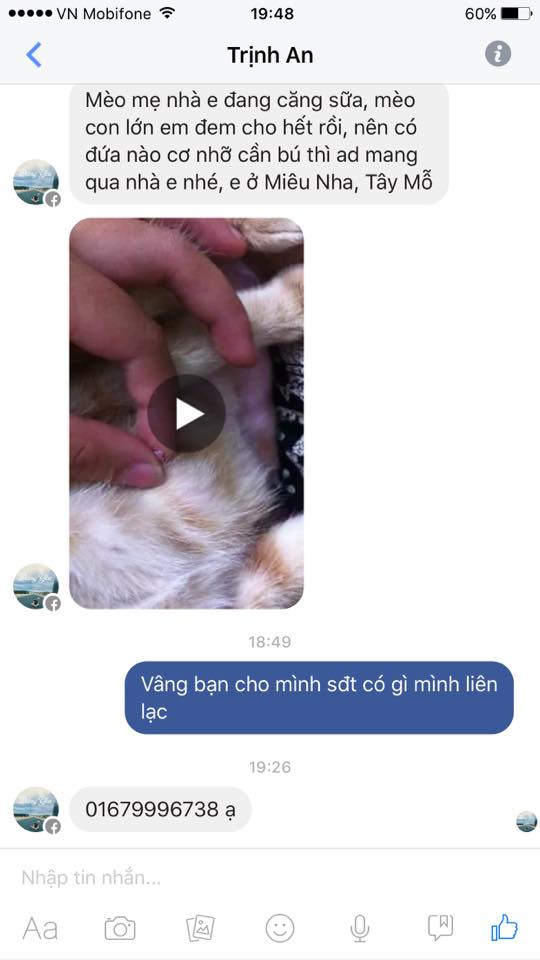 VN Mobifone
19:48
60%
Trịnh An
Mèo mẹ nhà e đang căng sữa, mèo
con lớn em đem cho hết rồi, nên có
đứa nào cơ nhỡ cần bú thì ad mang
qua nhà e nhé, e ở Miêu Nha, Tây Mỗ
18:49
Vâng bạn cho mình sđt có gì mình liên
lạc
19:26
01679996738 ạ
Nhập tin nhắn...
Aa